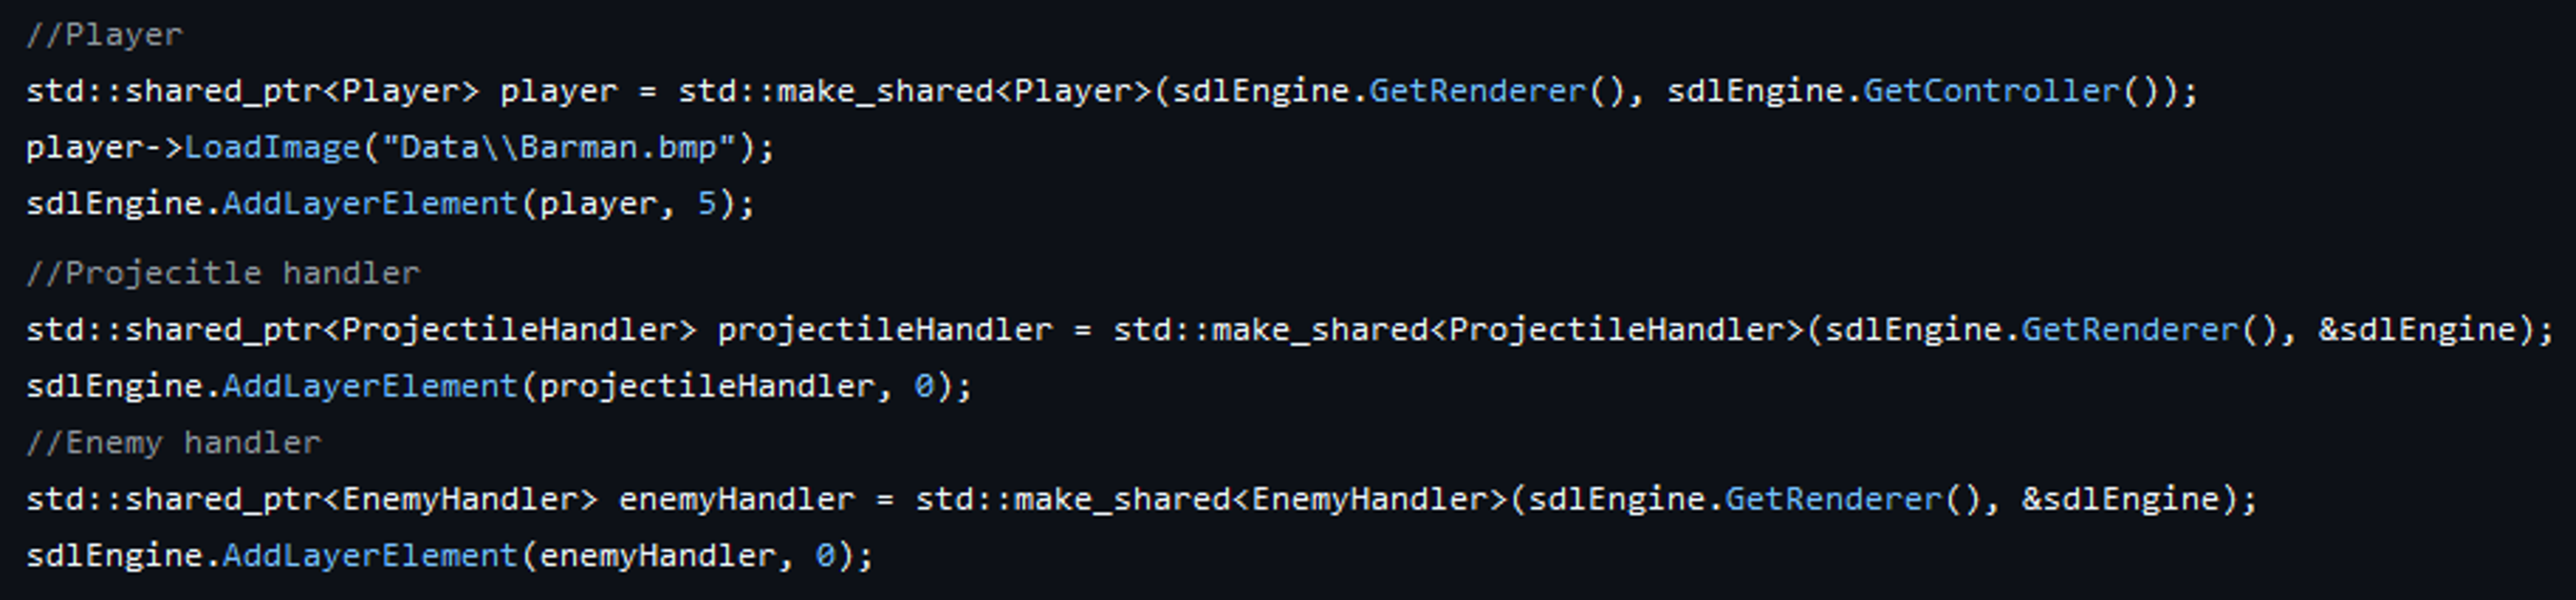 //Player
std::shared_ptr<Player> player = std::make_shared<Player>(sdlEngine.GetRenderer(), sdlEngine.GetController());
player->LoadImage("Data\\Barman.bmp");
sdlEngine.AddLayerElement(player, 5);
//Projecitle handler
std::shared_ptr<ProjectileHandler> projectileHandler = std::make_shared<ProjectileHandler>(sdlEngine.GetRenderer(), &sdlEngine);
sdlEngine.AddLayerElement(projectileHandler, 0);
//Enemy handler
std::shared_ptr<EnemyHandler> enemyHandler = std::make_shared<EnemyHandler>(sdlEngine.GetRenderer(), &sdlEngine);
sdlEngine.AddLayerElement(enemyHandler, 0);